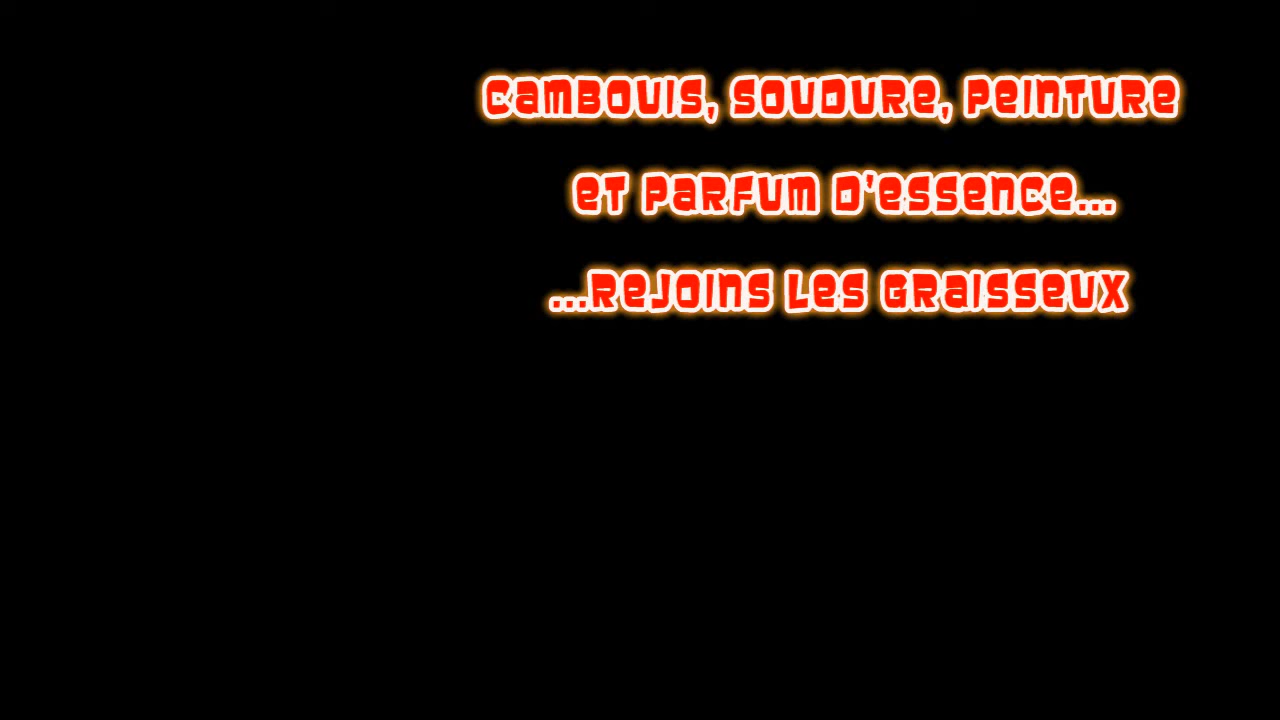 CAMBOUIS, SOUDURE, PEINTURE
ET PARFUM D'ESSENCE...
...REJOINS LES GRAISSEUX